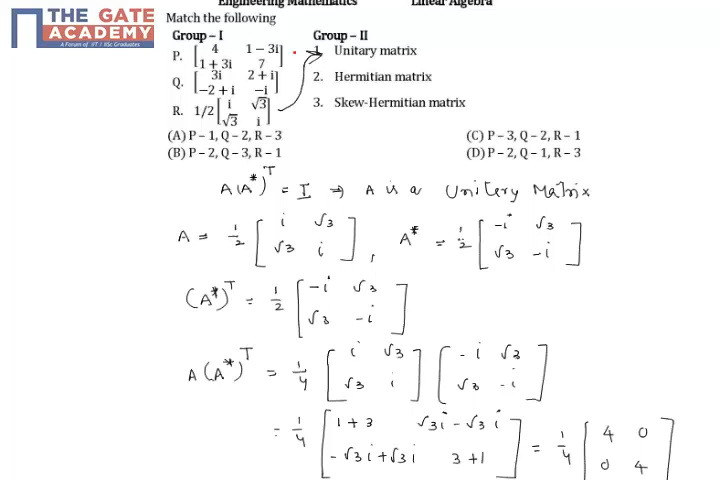 THE GATE
ACADEMY
A Forum of IIT / IISc Graduates
Engineering Mathematics Linear Algebra
Match the following
Group – I Group – II
P. [4 1 − 3i; 1 + 3i 7] 1. Unitary matrix
Q. [3i 2 + i; −2 + i −i] 2. Hermitian matrix
R. 1/2 [i √3; √3 i] 3. Skew-Hermitian matrix
(A) P – 1, Q – 2, R – 3 (C) P – 3, Q – 2, R – 1
(B) P – 2, Q – 3, R – 1 (D) P – 2, Q – 1, R – 3
A(A*)^T = I ⇒ A is a Unitery Matrix
A = 1/2 [i √3; √3 i], A* = 1/2 [-i √3; √3 -i]
(A*)^T = 1/2 [-i √3; √3 -i]
A(A*)^T = 1/4 [i √3; √3 i] [-i √3; √3 -i]
= 1/4 [1+3 √3i-√3i; -√3i+√3i 3+1] = 1/4 [4 0; 0 4]